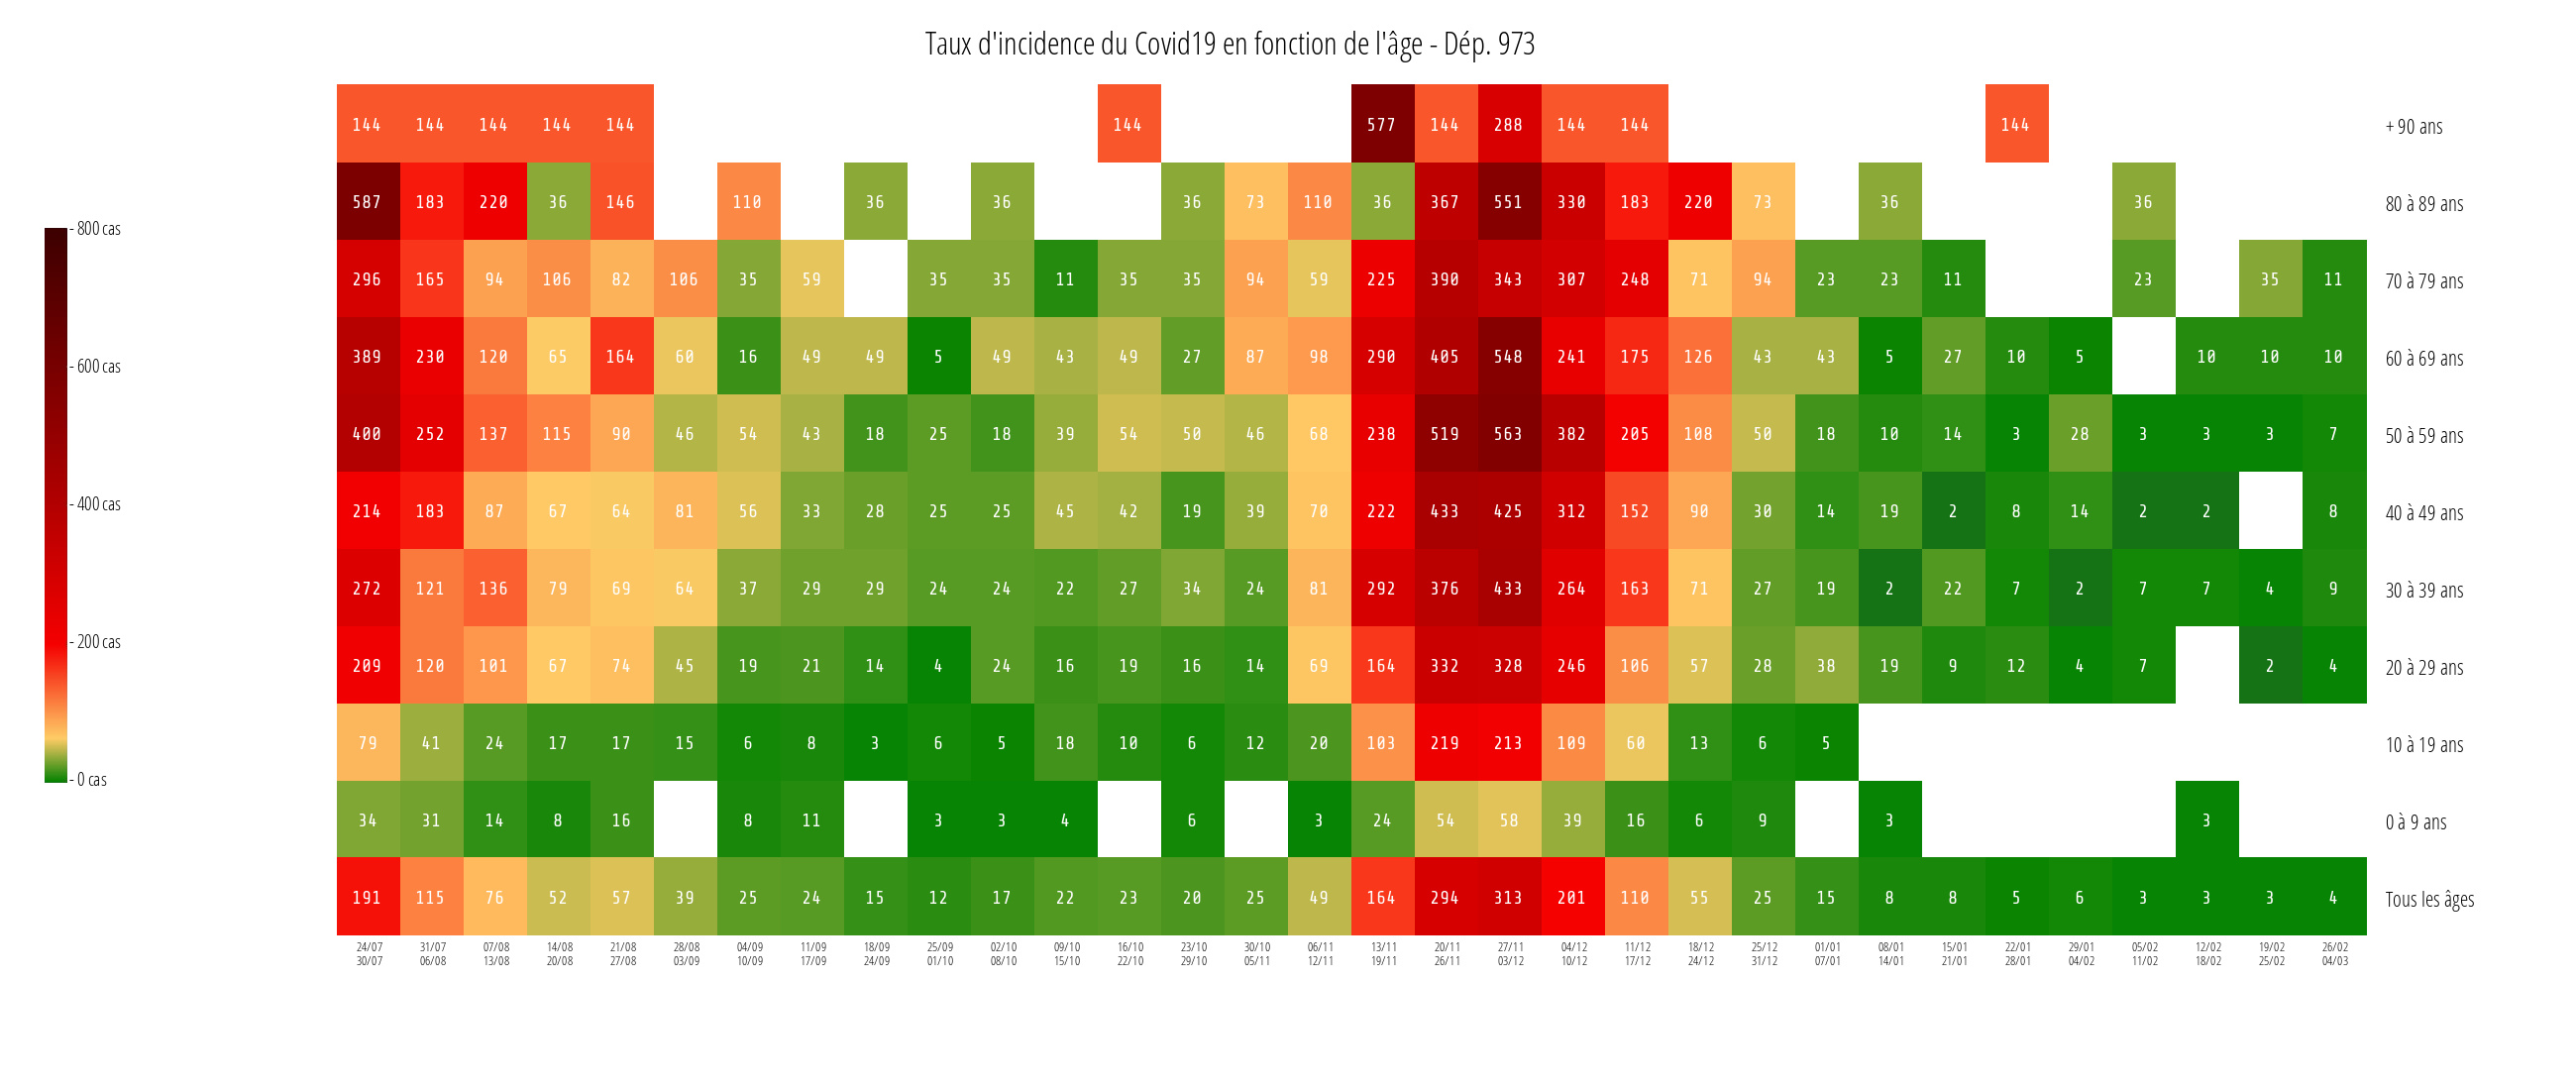 Taux d'incidence du Covid19 en fonction de l'âge - Dép. 973
- 800 cas
- 600 cas
- 400 cas
- 200 cas
- 0 cas
144 144 144 144 144 144 577 144 288 144 144 144 + 90 ans
587 183 220 36 146 110 36 36 36 73 110 36 367 551 330 183 220 73 36 36 80 à 89 ans
296 165 94 106 82 106 35 59 35 35 11 35 35 94 59 225 390 343 307 248 71 94 23 23 11 23 35 11 70 à 79 ans
389 230 120 65 164 60 16 49 49 5 49 43 49 27 87 98 290 405 548 241 175 126 43 43 5 27 10 5 10 10 10 60 à 69 ans
400 252 137 115 90 46 54 43 18 25 18 39 54 50 46 68 238 519 563 382 205 108 50 18 10 14 3 28 3 3 3 7 50 à 59 ans
214 183 87 67 64 81 56 33 28 25 25 45 42 19 39 70 222 433 425 312 152 90 30 14 19 2 8 14 2 2 8 40 à 49 ans
272 121 136 79 69 64 37 29 29 24 24 22 27 34 24 81 292 376 433 264 163 71 27 19 2 22 7 2 7 7 4 9 30 à 39 ans
209 120 101 67 74 45 19 21 14 4 24 16 19 16 14 69 164 332 328 246 106 57 28 38 19 9 12 4 7 2 4 20 à 29 ans
79 41 24 17 17 15 6 8 3 6 5 18 10 6 12 20 103 219 213 109 60 13 6 5 10 à 19 ans
34 31 14 8 16 8 11 3 3 4 6 3 24 54 58 39 16 6 9 3 3 0 à 9 ans
191 115 76 52 57 39 25 24 15 12 17 22 23 20 25 49 164 294 313 201 110 55 25 15 8 8 5 6 3 3 3 4 Tous les âges
24/07 31/07 07/08 14/08 21/08 28/08 04/09 11/09 18/09 25/09 02/10 09/10 16/10 23/10 30/10 06/11 13/11 20/11 27/11 04/12 11/12 18/12 25/12 01/01 08/01 15/01 22/01 29/01 05/02 12/02 19/02 26/02
30/07 06/08 13/08 20/08 27/08 03/09 10/09 17/09 24/09 01/10 08/10 15/10 22/10 29/10 05/11 12/11 19/11 26/11 03/12 10/12 17/12 24/12 31/12 07/01 14/01 21/01 28/01 04/02 11/02 18/02 25/02 04/03